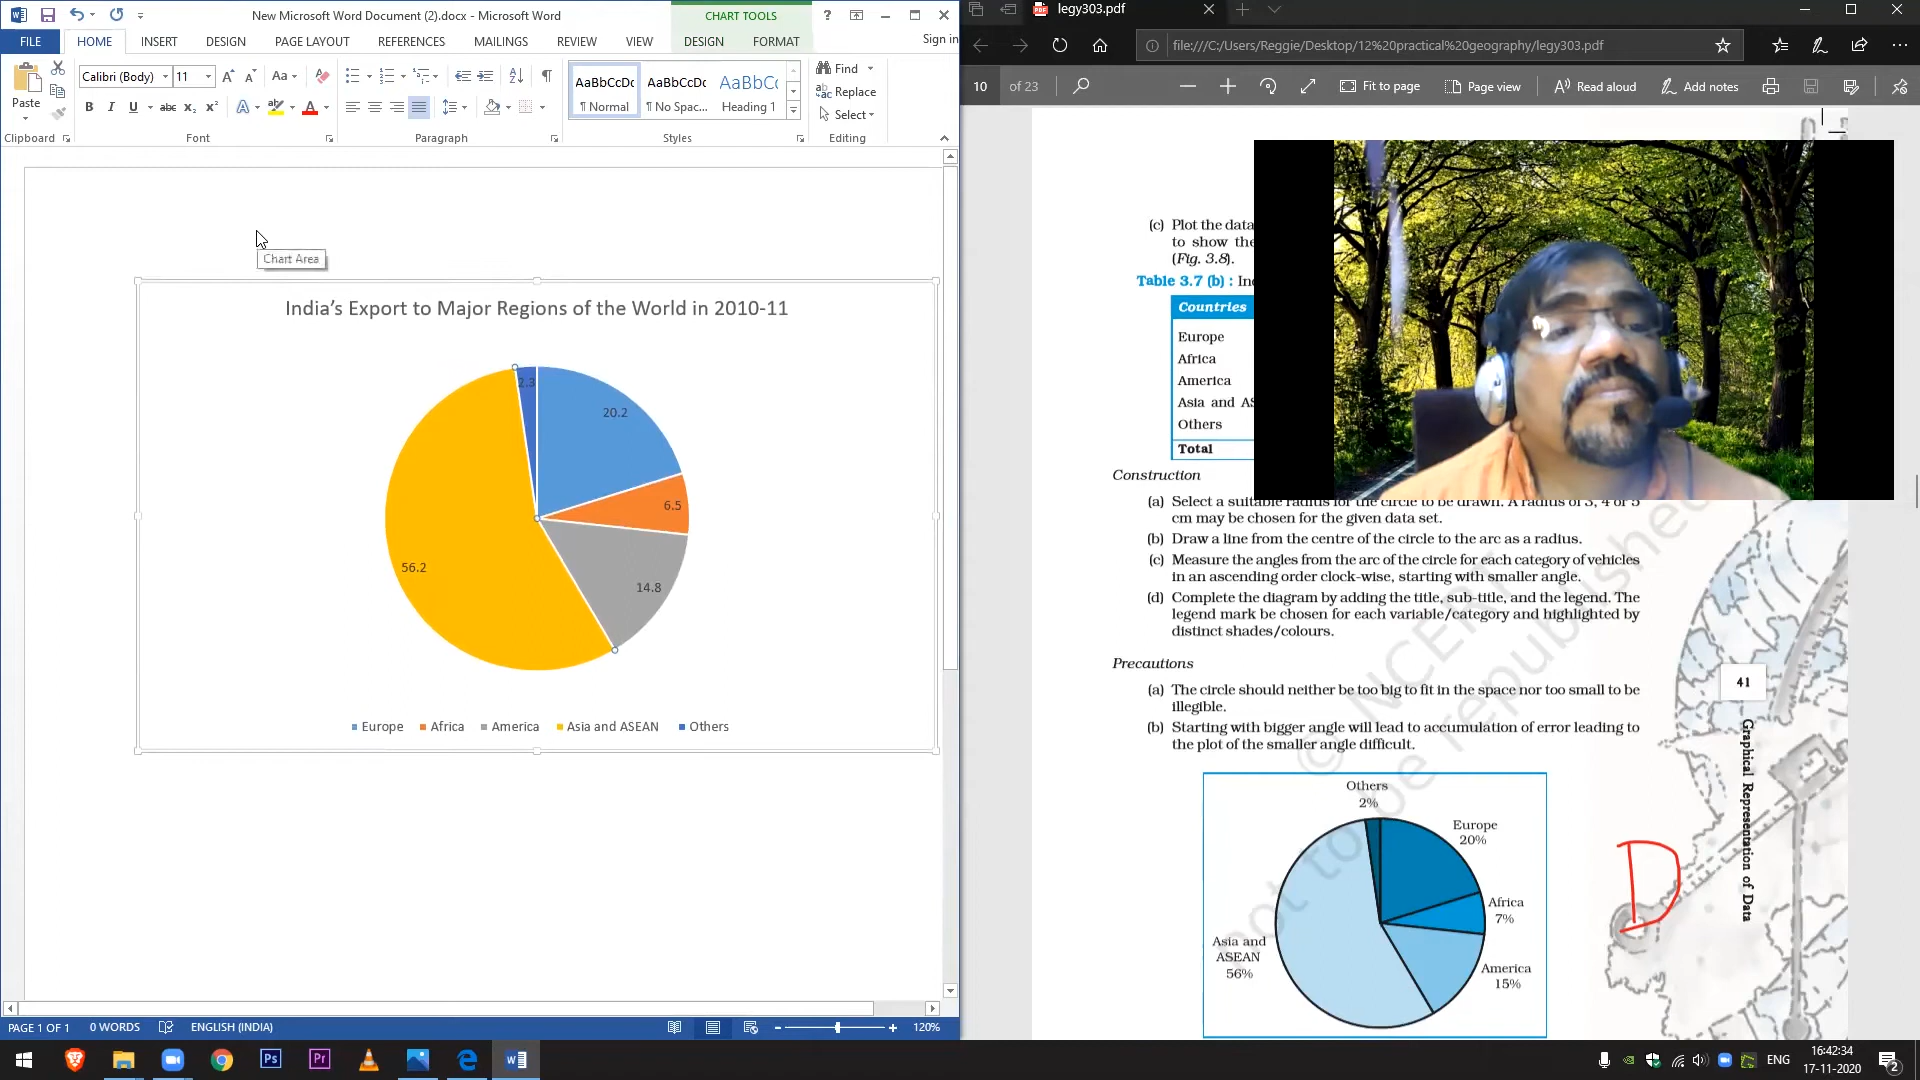 New Microsoft Word Document (2).docx - Microsoft Word
CHART TOOLS
FILE
HOME
INSERT
DESIGN
PAGE LAYOUT
REFERENCES
MAILINGS
REVIEW
VIEW
DESIGN
FORMAT
Sign in
Paste
Calibri (Body)
11
AaBbCcDc
¶ Normal
AaBbCcDc
¶ No Spac...
AaBbCc
Heading 1
Find
Replace
Select
Clipboard
Font
Paragraph
Styles
Editing
Chart Area
India's Export to Major Regions of the World in 2010-11
2.3
20.2
6.5
14.8
56.2
Europe
Africa
America
Asia and ASEAN
Others
PAGE 1 OF 1
0 WORDS
ENGLISH (INDIA)
120%
legy303.pdf
file:///C:/Users/Reggie/Desktop/12%20practical%20geography/legy303.pdf
10 of 23
Fit to page
Page view
Read aloud
Add notes
(c) Plot the data
to show the
(Fig. 3.8).
Table 3.7 (b) : In
Countries
Europe
Africa
America
Asia and AS
Others
Total
Construction
(a) Select a suitable radius for the circle to be drawn. A radius of 3, 4 or 5
cm may be chosen for the given data set.
(b) Draw a line from the centre of the circle to the arc as a radius.
(c) Measure the angles from the arc of the circle for each category of vehicles
in an ascending order clock-wise, starting with smaller angle.
(d) Complete the diagram by adding the title, sub-title, and the legend. The
legend mark be chosen for each variable/category and highlighted by
distinct shades/colours.
Precautions
(a) The circle should neither be too big to fit in the space nor too small to be
illegible.
(b) Starting with bigger angle will lead to accumulation of error leading to
the plot of the smaller angle difficult.
© NCERT
not to be republished
41
Graphical Representation of Data
Others
2%
Europe
20%
Africa
7%
America
15%
Asia and
ASEAN
56%
D
ENG
16:42:34
17-11-2020
2